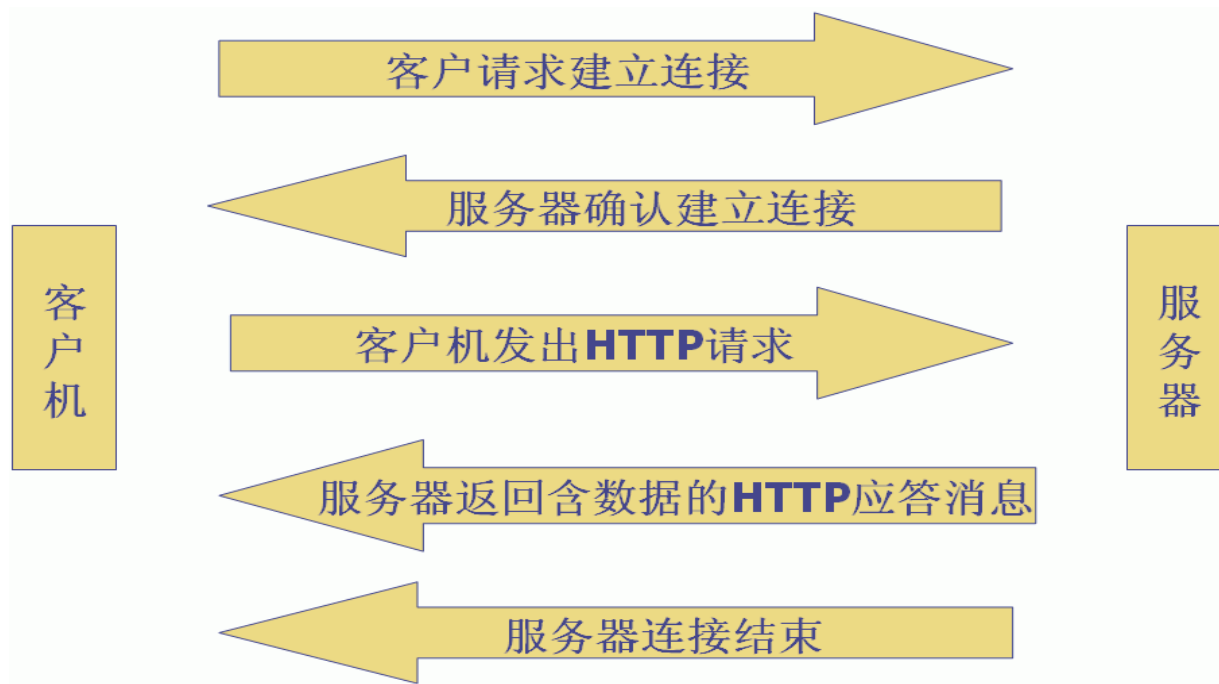 客户请求建立连接
服务器确认建立连接
客户机
客户机发出HTTP请求
服务器
服务器返回含数据的HTTP应答消息
服务器连接结束